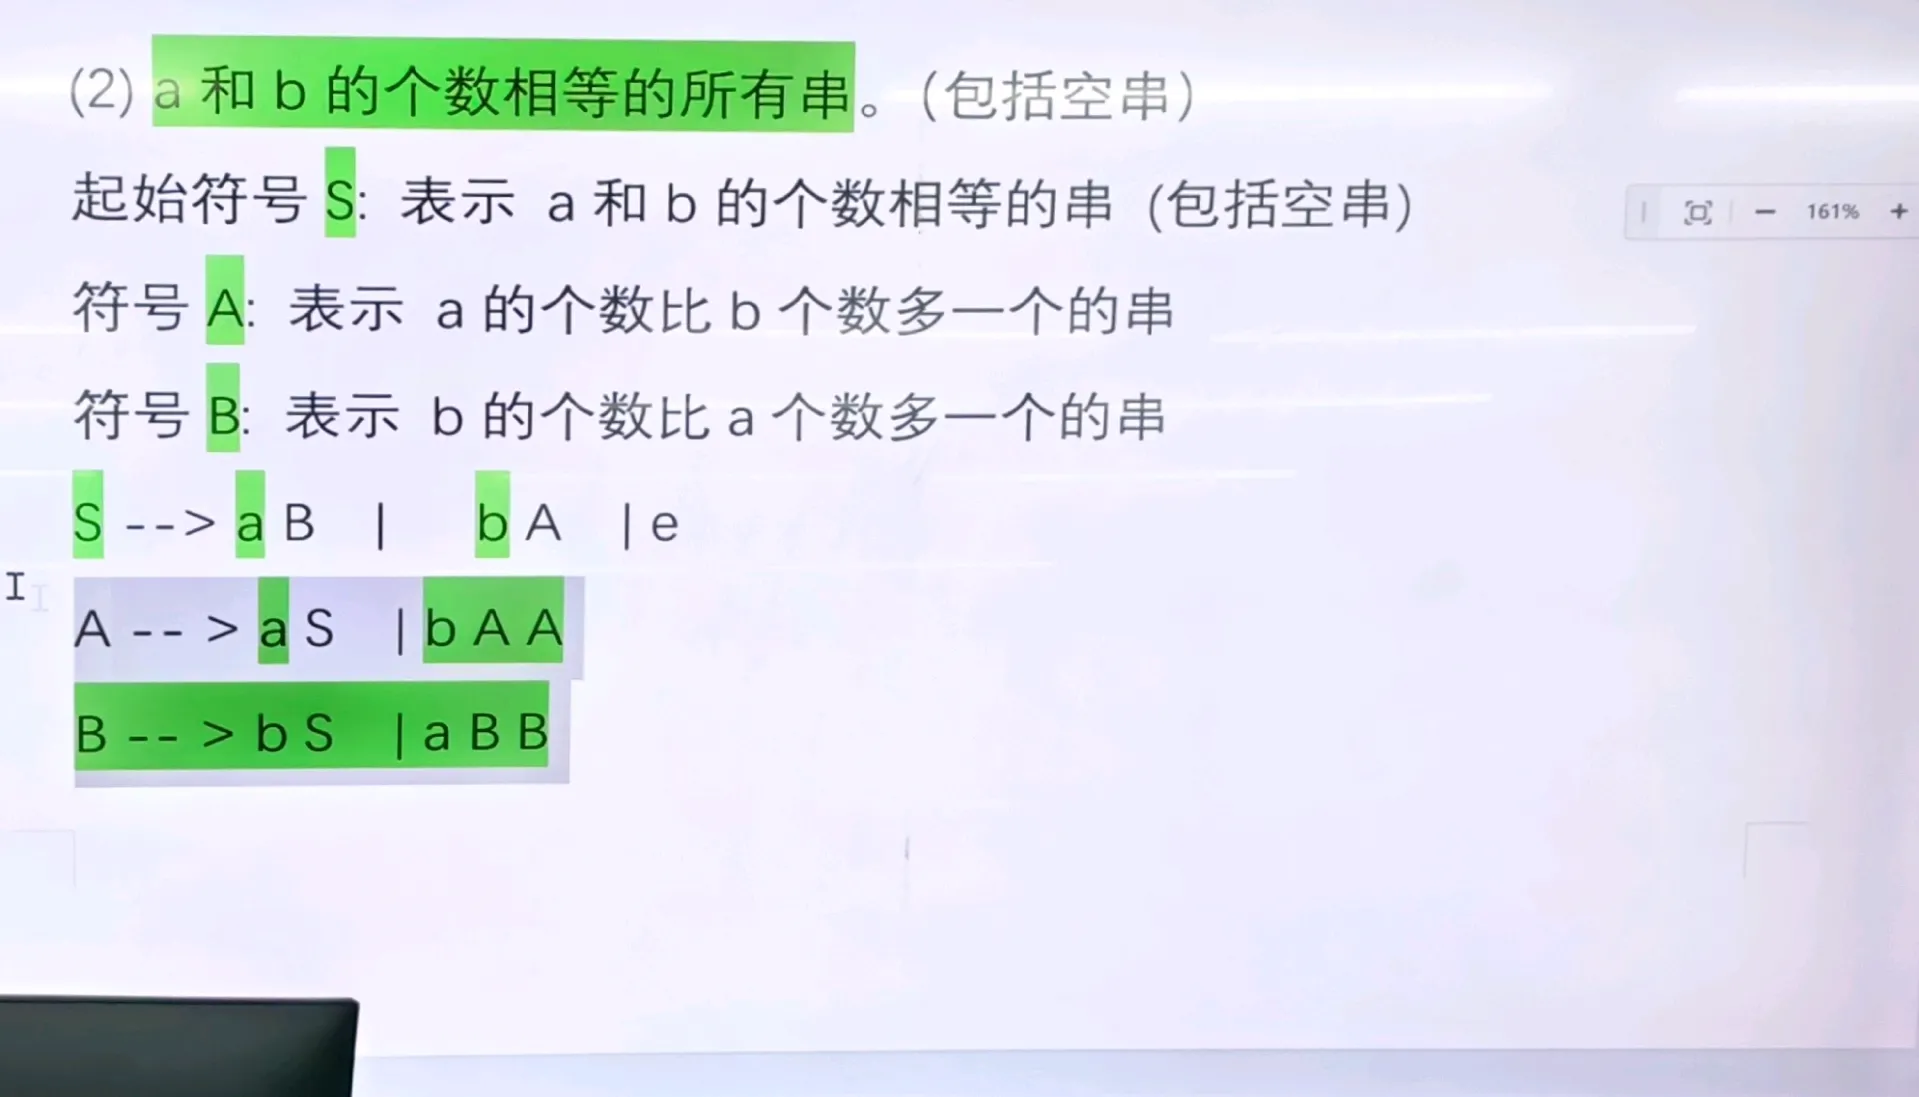 (2) a 和 b 的个数相等的所有串。(包括空串)
起始符号 S: 表示 a 和 b 的个数相等的串 (包括空串)
161%
符号 A: 表示 a 的个数比 b 个数多一个的串
符号 B: 表示 b 的个数比 a 个数多一个的串
S --> a B | b A | e
A -- > a S | b A A
B -- > b S | a B B